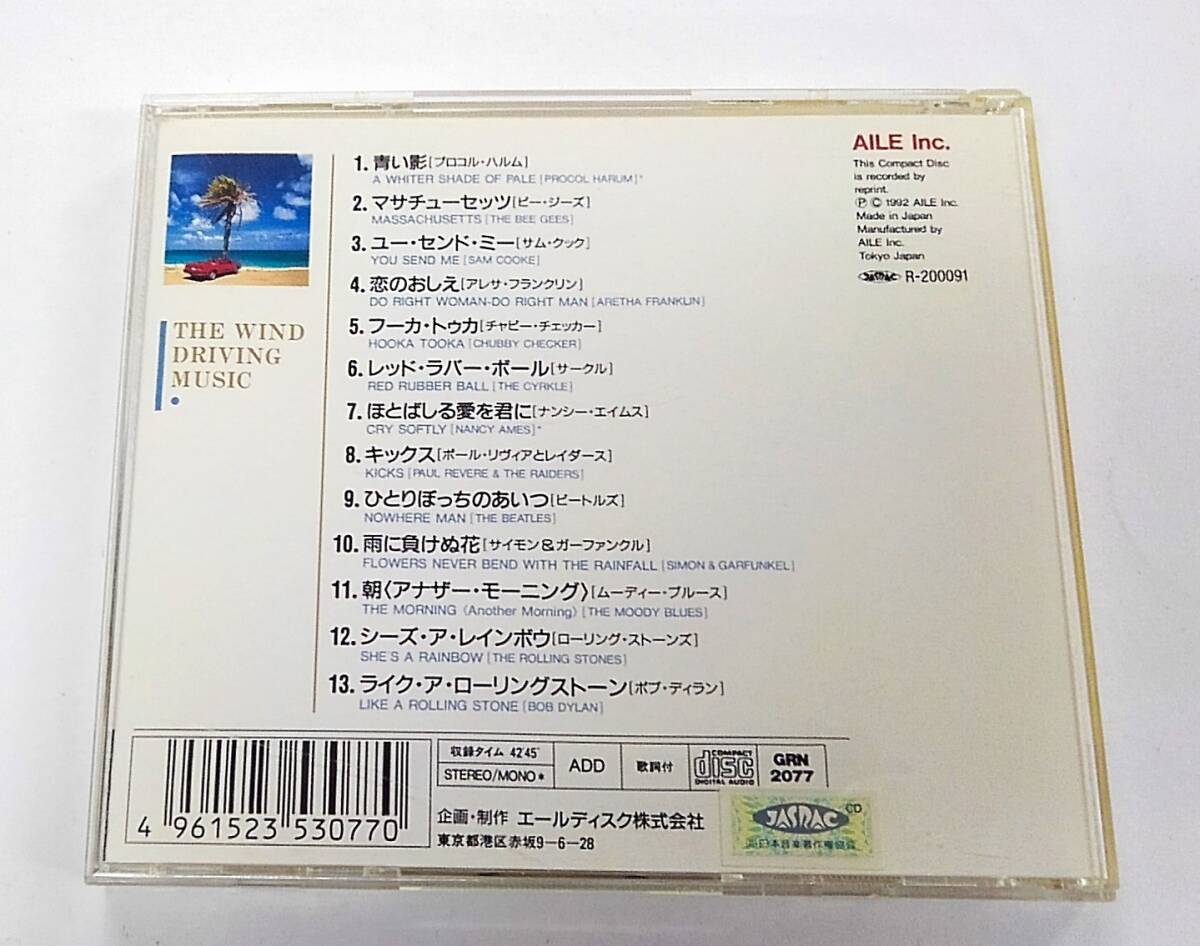 THE WIND
DRIVING
MUSIC
1. 青い影[プロコル・ハルム]
A WHITER SHADE OF PALE [PROCOL HARUM]*
2. マサチューセッツ[ビー・ジーズ]
MASSACHUSETTS [THE BEE GEES]
3. ユー・センド・ミー[サム・クック]
YOU SEND ME [SAM COOKE]
4. 恋のおしえ[アレサ・フランクリン]
DO RIGHT WOMAN-DO RIGHT MAN [ARETHA FRANKLIN]
5. フーカ・トゥカ[チャビー・チェッカー]
HOOKA TOOKA [CHUBBY CHECKER]
6. レッド・ラバー・ボール[サークル]
RED RUBBER BALL [THE CYRKLE]
7. ほとばしる愛を君に[ナンシー・エイムス]
CRY SOFTLY [NANCY AMES]*
8. キックス[ポール・リヴィアとレイダース]
KICKS [PAUL REVERE & THE RAIDERS]
9. ひとりぼっちのあいつ[ビートルズ]
NOWHERE MAN [THE BEATLES]
10. 雨に負けぬ花[サイモン&ガーファンクル]
FLOWERS NEVER BEND WITH THE RAINFALL [SIMON & GARFUNKEL]
11. 朝〈アナザー・モーニング〉[ムーディー・ブルース]
THE MORNING〈Another Morning〉[THE MOODY BLUES]
12. シーズ・ア・レインボウ[ローリング・ストーンズ]
SHE'S A RAINBOW [THE ROLLING STONES]
13. ライク・ア・ローリングストーン[ボブ・ディラン]
LIKE A ROLLING STONE [BOB DYLAN]
AILE Inc.
This Compact Disc
is recorded by
reprint.
Ⓟ Ⓒ 1992 AILE Inc.
Made in Japan
Manufactured by
AILE Inc.
Tokyo Japan
JASRAC R-200091
4 961523 530770
収録タイム 42'45"
STEREO/MONO*
ADD
歌詞付
COMPACT
disc
DIGITAL AUDIO
GRN
2077
企画・制作 エールディスク株式会社
東京都港区赤坂9-6-28
JASRAC
CD
日本音楽著作権協会